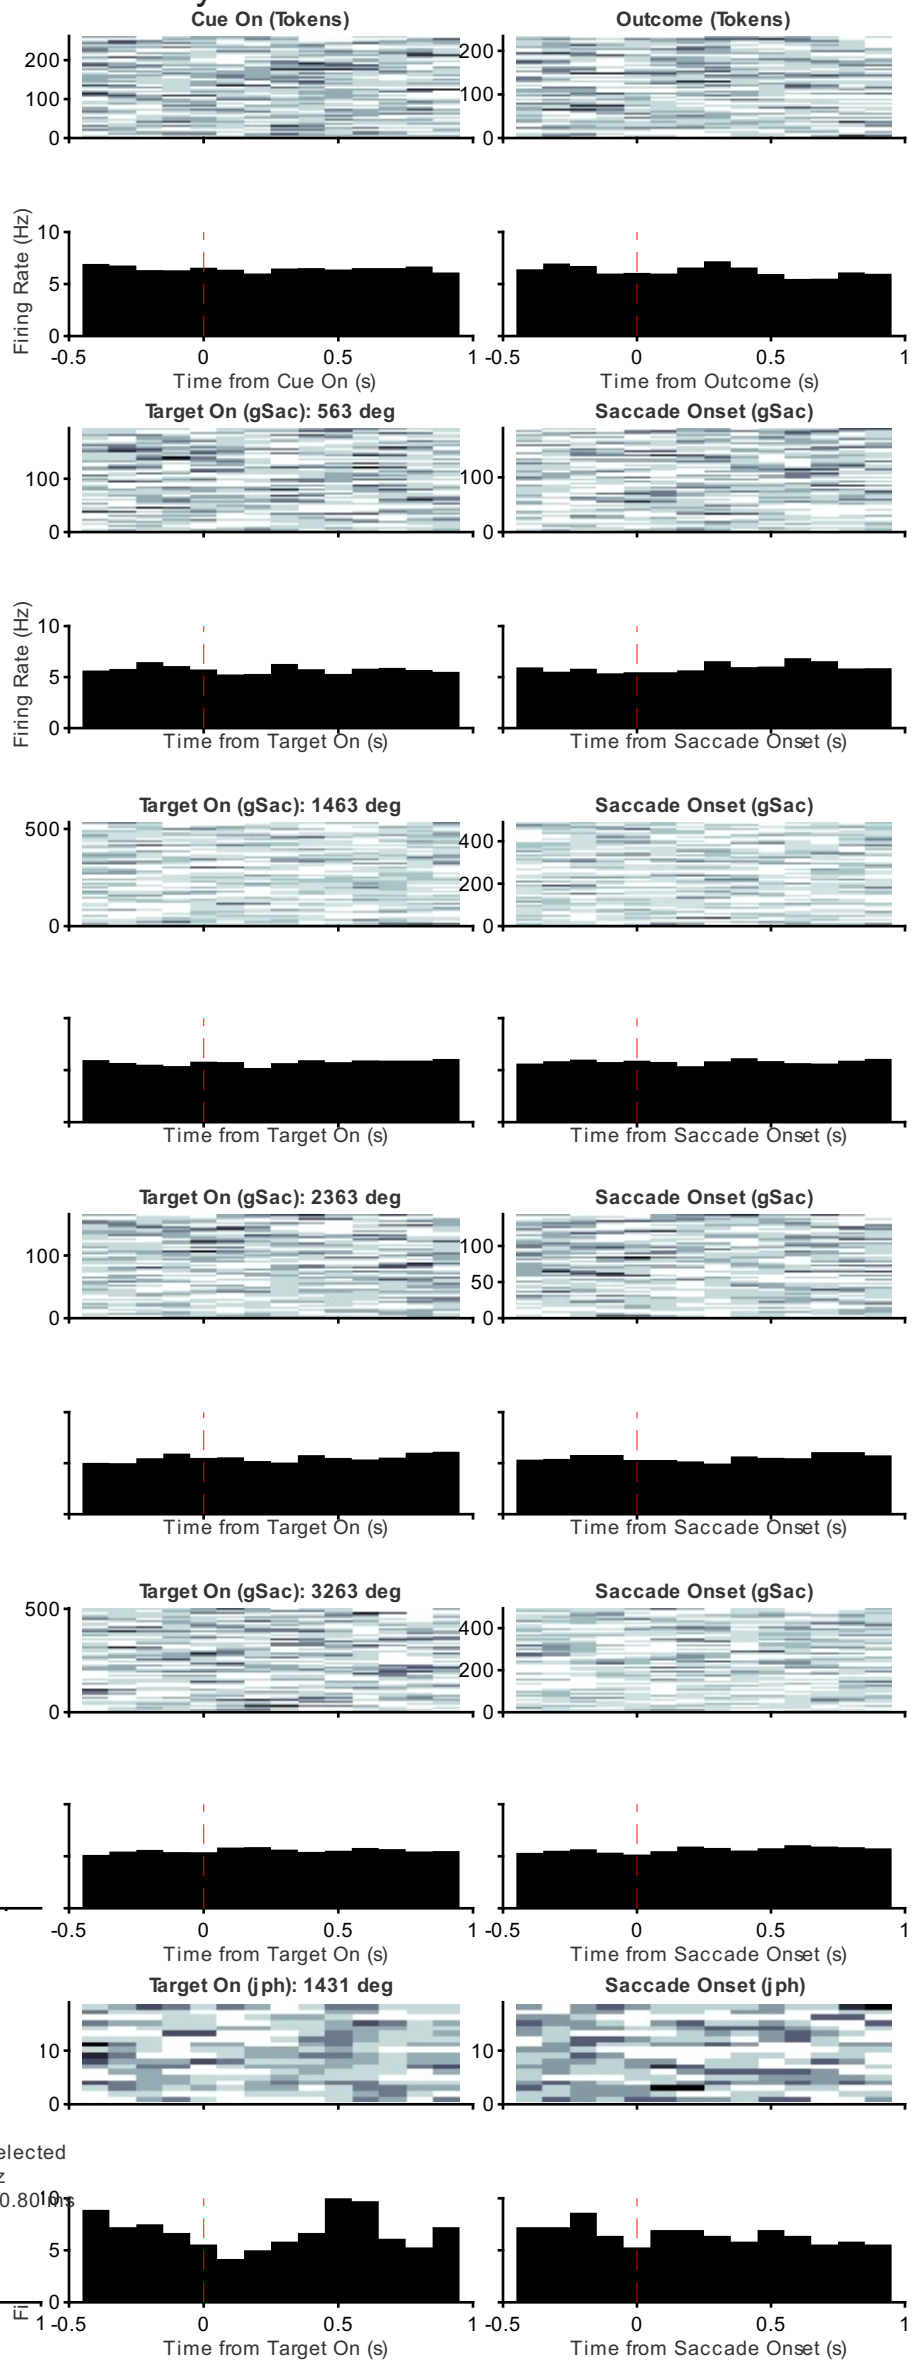 Cue On (Tokens) Outcome (Tokens)
200 200
100 100
0 0
Firing Rate (Hz)
10
5
0
-0.5 0 0.5 1 -0.5 0 0.5 1
Time from Cue On (s) Time from Outcome (s)
Target On (gSac): 563 deg Saccade Onset (gSac)
100 100
0 0
Firing Rate (Hz)
10
5
0
Time from Target On (s) Time from Saccade Onset (s)
Target On (gSac): 1463 deg Saccade Onset (gSac)
500 400
200
0 0
Time from Target On (s) Time from Saccade Onset (s)
Target On (gSac): 2363 deg Saccade Onset (gSac)
100 100
50
0 0
Time from Target On (s) Time from Saccade Onset (s)
Target On (gSac): 3263 deg Saccade Onset (gSac)
500 400
200
0 0
-0.5 0 0.5 1 -0.5 0 0.5 1
Time from Target On (s) Time from Saccade Onset (s)
Target On (jph): 1431 deg Saccade Onset (jph)
10 10
0 0
elected
z
0.80 ms
10
5
0
Fi
1 -0.5 0 0.5 1 -0.5 0 0.5 1
Time from Target On (s) Time from Saccade Onset (s)